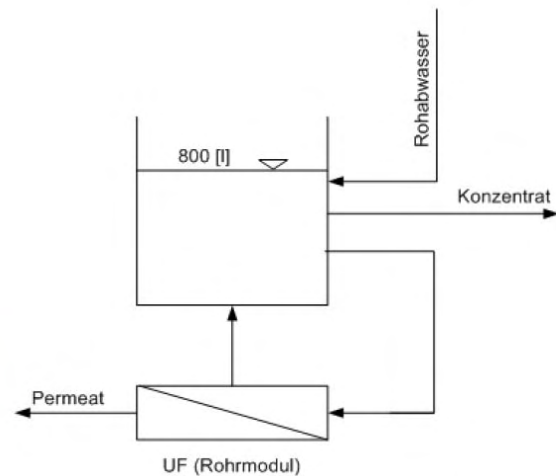 Rohabwasser
800 [l]
Konzentrat
Permeat
UF (Rohrmodul)